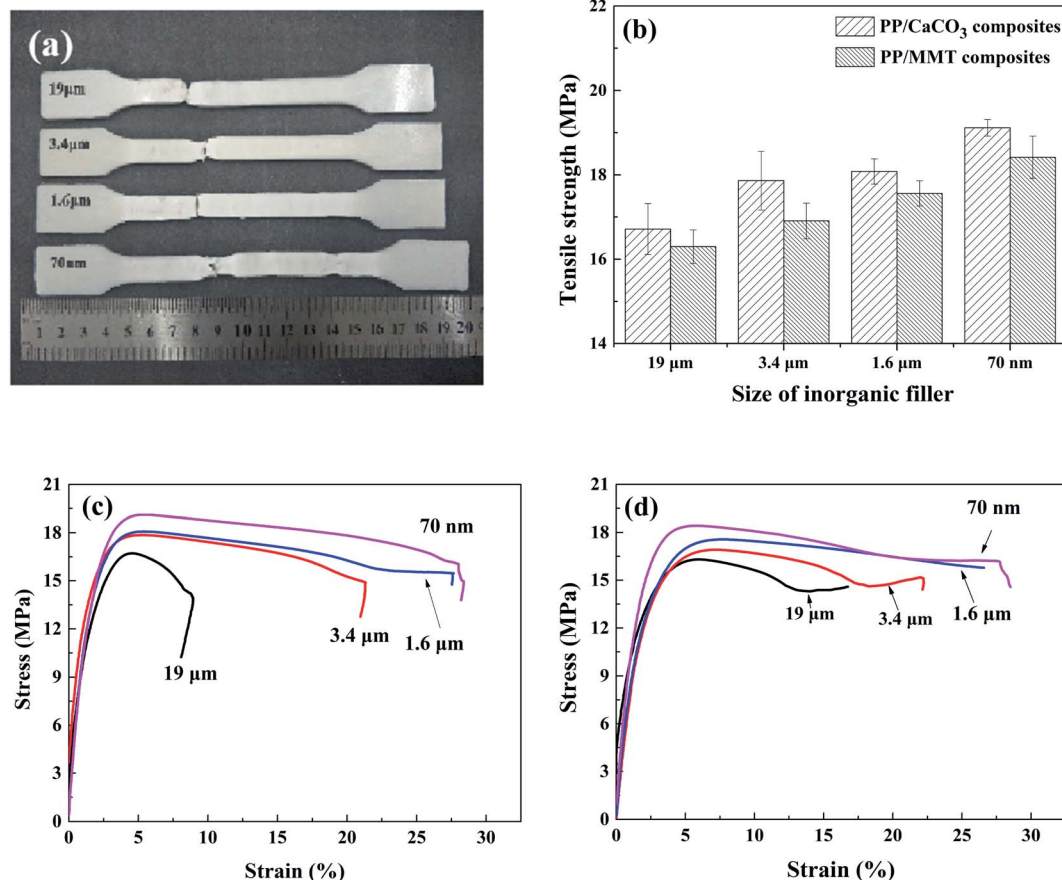 (a)
19μm
3.4μm
1.6μm
70nm
1 2 3 4 5 6 7 8 9 10 11 12 13 14 15 16 17 18 19 20
(b)
PP/CaCO3 composites
PP/MMT composites
Tensile strength (MPa)
22
20
18
16
14
19 μm 3.4 μm 1.6 μm 70 nm
Size of inorganic filler
(c)
Stress (MPa)
21
18
15
12
9
6
3
0
70 nm
3.4 μm
1.6 μm
19 μm
0 5 10 15 20 25 30
Strain (%)
(d)
Stress (MPa)
21
18
15
12
9
6
3
0
70 nm
19 μm
3.4 μm
1.6 μm
0 5 10 15 20 25 30
Strain (%)